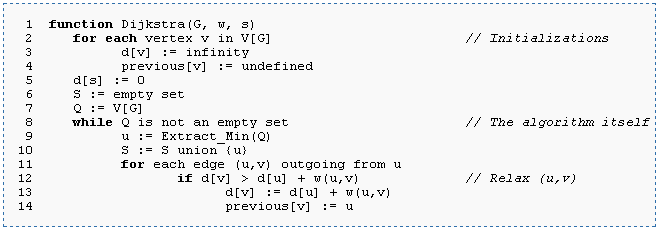 1 function Dijkstra(G, w, s)
2 for each vertex v in V[G] // Initializations
3 d[v] := infinity
4 previous[v] := undefined
5 d[s] := 0
6 S := empty set
7 Q := V[G]
8 while Q is not an empty set // The algorithm itself
9 u := Extract_Min(Q)
10 S := S union {u}
11 for each edge (u,v) outgoing from u
12 if d[v] > d[u] + w(u,v) // Relax (u,v)
13 d[v] := d[u] + w(u,v)
14 previous[v] := u